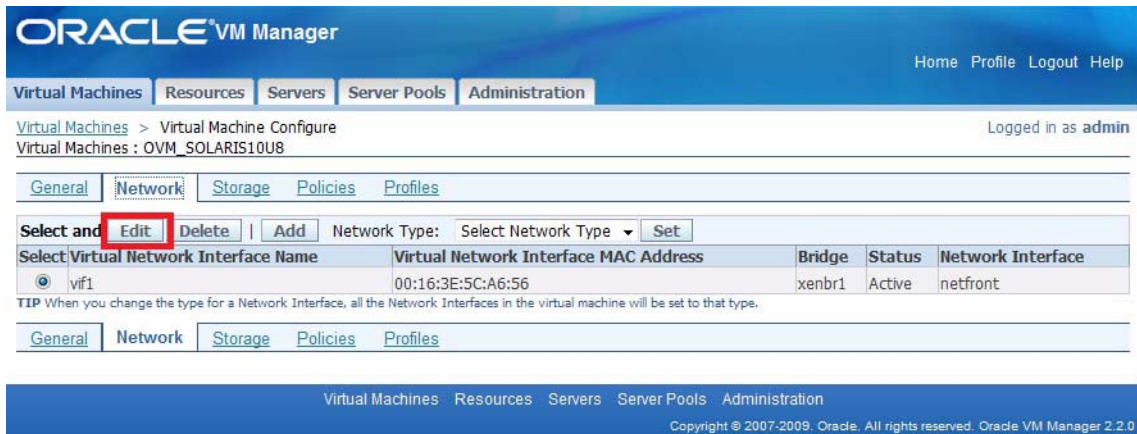 ORACLE VM Manager
Home Profile Logout Help
Virtual Machines Resources Servers Server Pools Administration
Virtual Machines > Virtual Machine Configure Logged in as admin
Virtual Machines : OVM_SOLARIS10U8
General Network Storage Policies Profiles
Select and Edit Delete | Add Network Type: Select Network Type Set
Select Virtual Network Interface Name Virtual Network Interface MAC Address Bridge Status Network Interface
vif1 00:16:3E:5C:A6:56 xenbr1 Active netfront
TIP When you change the type for a Network Interface, all the Network Interfaces in the virtual machine will be set to that type.
General Network Storage Policies Profiles
Virtual Machines Resources Servers Server Pools Administration
Copyright © 2007-2009. Oracle. All rights reserved. Oracle VM Manager 2.2.0